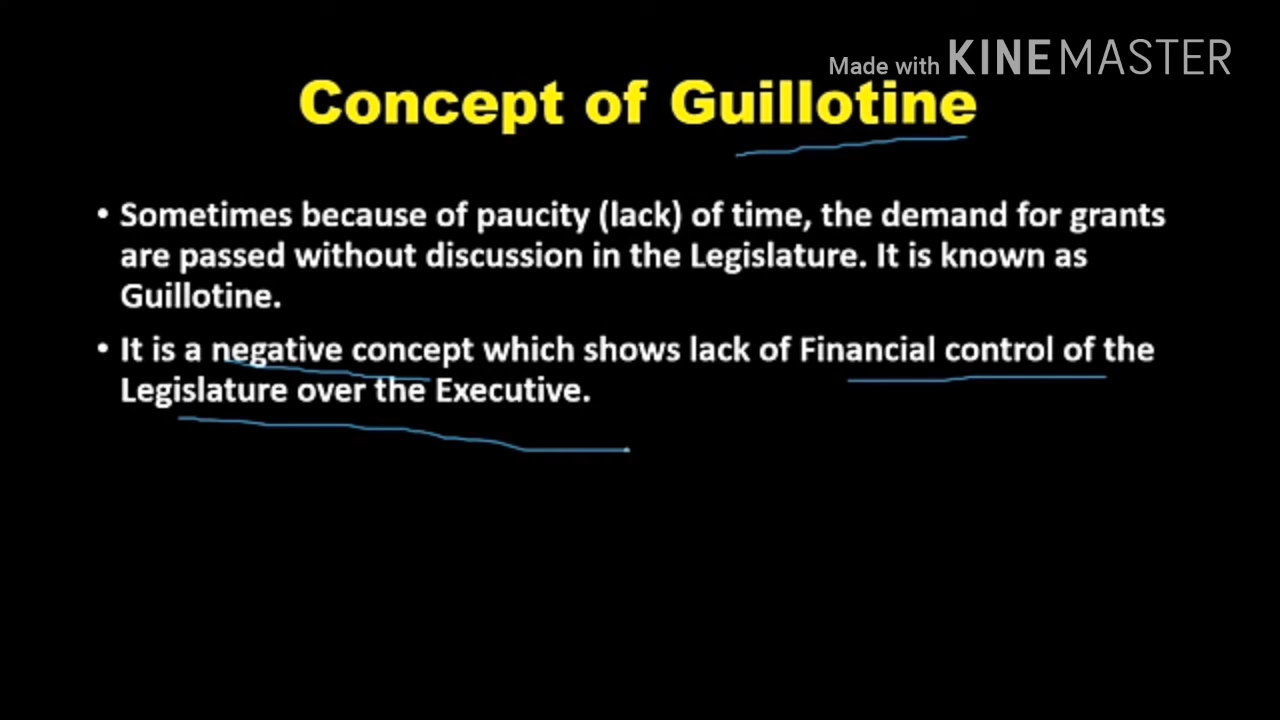 Made with KINEMASTER
Concept of Guillotine
• Sometimes because of paucity (lack) of time, the demand for grants
are passed without discussion in the Legislature. It is known as
Guillotine.
• It is a negative concept which shows lack of Financial control of the
Legislature over the Executive.